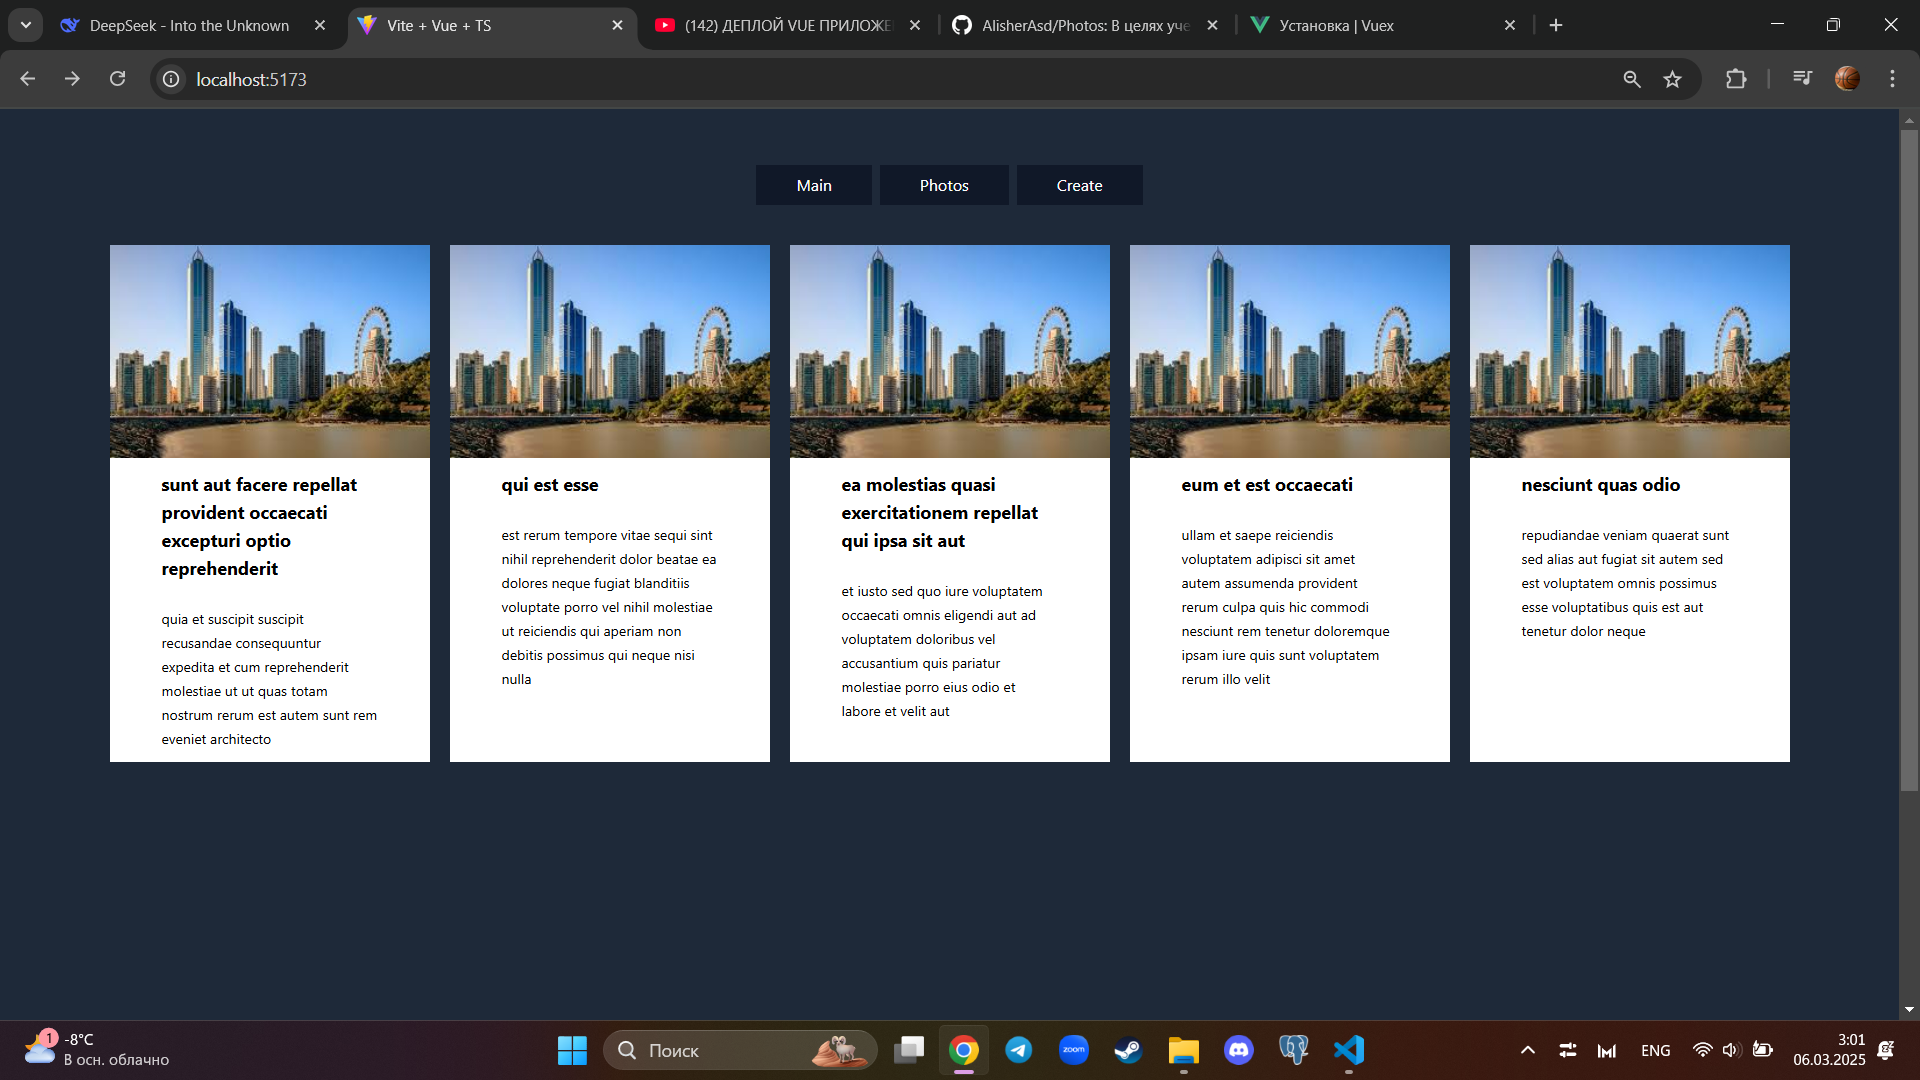 DeepSeek - Into the Unknown
Vite + Vue + TS
(142) ДЕПЛОЙ VUE ПРИЛОЖЕ
AlisherAsd/Photos: В целях уче
Установка | Vuex
localhost:5173
Main
Photos
Create
sunt aut facere repellat
provident occaecati
excepturi optio
reprehenderit
quia et suscipit suscipit
recusandae consequuntur
expedita et cum reprehenderit
molestiae ut ut quas totam
nostrum rerum est autem sunt rem
eveniet architecto
qui est esse
est rerum tempore vitae sequi sint
nihil reprehenderit dolor beatae ea
dolores neque fugiat blanditiis
voluptate porro vel nihil molestiae
ut reiciendis qui aperiam non
debitis possimus qui neque nisi
nulla
ea molestias quasi
exercitationem repellat
qui ipsa sit aut
et iusto sed quo iure voluptatem
occaecati omnis eligendi aut ad
voluptatem doloribus vel
accusantium quis pariatur
molestiae porro eius odio et
labore et velit aut
eum et est occaecati
ullam et saepe reiciendis
voluptatem adipisci sit amet
autem assumenda provident
rerum culpa quis hic commodi
nesciunt rem tenetur doloremque
ipsam iure quis sunt voluptatem
rerum illo velit
nesciunt quas odio
repudiandae veniam quaerat sunt
sed alias aut fugiat sit autem sed
est voluptatem omnis possimus
esse voluptatibus quis est aut
tenetur dolor neque
1
-8°C
В осн. облачно
Поиск
zoom
ENG
3:01
06.03.2025